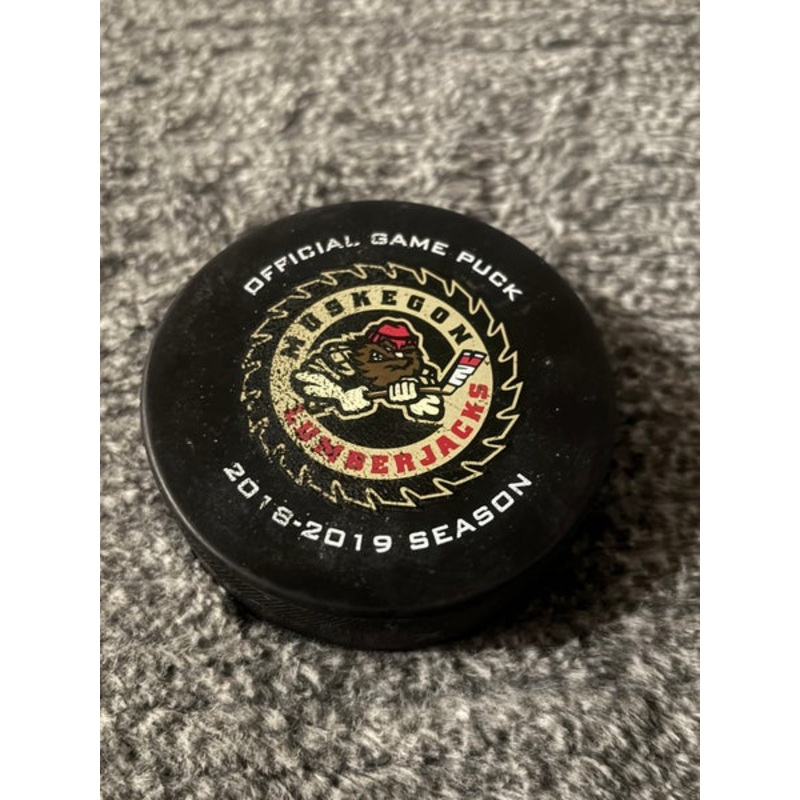 OFFICIAL GAME PUCK
MUSKEGON
LUMBERJACKS
2018-2019 SEASON